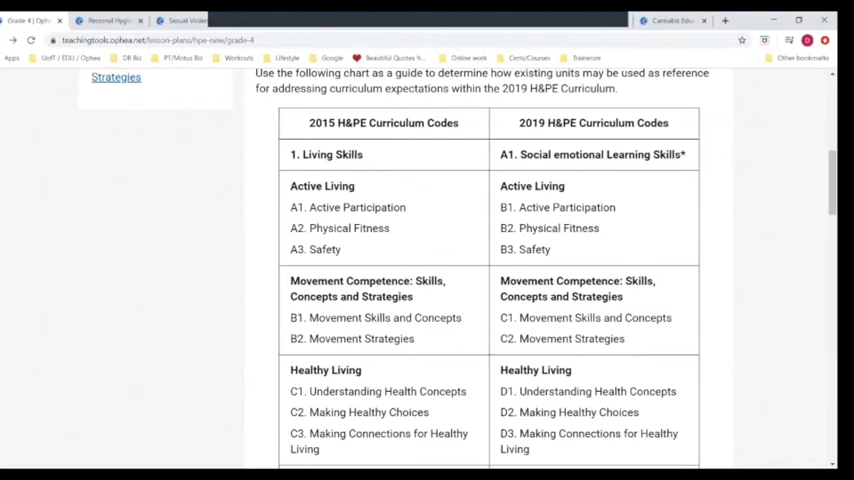 Grade 4 | Ophe
Personal Hygi
Sexual Violen
Cannabis Edu
teachingtools.ophea.net/lesson-plans/hpe-new/grade-4
D
Apps
UofT / EDU / Ophea
DB Biz
PT/Motus Biz
Workouts
Lifestyle
Google
Beautiful Quotes fr...
Online work
Certs/Courses
Trainerize
Other bookmarks
Strategies
Use the following chart as a guide to determine how existing units may be used as reference
for addressing curriculum expectations within the 2019 H&PE Curriculum.
2015 H&PE Curriculum Codes
2019 H&PE Curriculum Codes
1. Living Skills
A1. Social emotional Learning Skills*
Active Living
A1. Active Participation
A2. Physical Fitness
A3. Safety
Active Living
B1. Active Participation
B2. Physical Fitness
B3. Safety
Movement Competence: Skills,
Concepts and Strategies
B1. Movement Skills and Concepts
B2. Movement Strategies
Movement Competence: Skills,
Concepts and Strategies
C1. Movement Skills and Concepts
C2. Movement Strategies
Healthy Living
C1. Understanding Health Concepts
C2. Making Healthy Choices
C3. Making Connections for Healthy
Living
Healthy Living
D1. Understanding Health Concepts
D2. Making Healthy Choices
D3. Making Connections for Healthy
Living